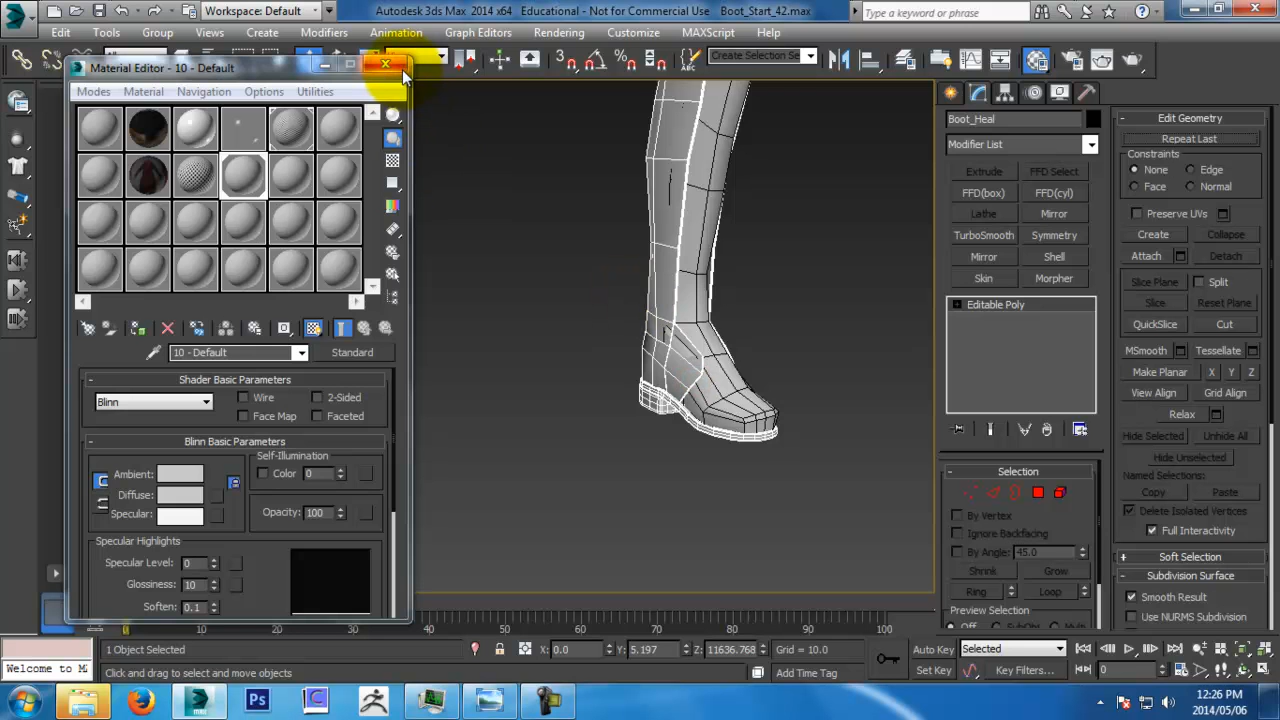 Workspace: Default
Autodesk 3ds Max 2014 x64 Educational - Not for Commercial Use Boot_Start_42.max
Type a keyword or phrase
Edit Tools Group Views Create Modifiers Animation Graph Editors Rendering Customize MAXScript Help
Create Selection Se
Material Editor - 10 - Default
Modes Material Navigation Options Utilities
10 - Default Standard
Shader Basic Parameters
Blinn Wire 2-Sided
Face Map Faceted
Blinn Basic Parameters
Self-Illumination
Ambient: Color 0
Diffuse:
Specular: Opacity: 100
Specular Highlights
Specular Level: 0
Glossiness: 10
Soften: 0.1
Boot_Heal
Modifier List
Extrude FFD Select
FFD(box) FFD(cyl)
Lathe Mirror
TurboSmooth Symmetry
Mirror Shell
Skin Morpher
Editable Poly
Selection
By Vertex
Ignore Backfacing
By Angle: 45.0
Shrink Grow
Ring Loop
Preview Selection
Off SubObj Multi
Edit Geometry
Repeat Last
Constraints
None Edge
Face Normal
Preserve UVs
Create Collapse
Attach Detach
Slice Plane Split
Slice Reset Plane
QuickSlice Cut
MSmooth Tessellate
Make Planar X Y Z
View Align Grid Align
Relax
Hide Selected Unhide All
Hide Unselected
Named Selections:
Copy Paste
Delete Isolated Vertices
Full Interactivity
Soft Selection
Subdivision Surface
Smooth Result
Use NURMS Subdivision
10 20 30 40 50 60 70 80 90 100
1 Object Selected X: 0.0 Y: 5.197 Z: 11636.768 Grid = 10.0 Auto Key Selected
Welcome to M Click and drag to select and move objects Add Time Tag Set Key Key Filters... 0
12:26 PM
2014/05/06